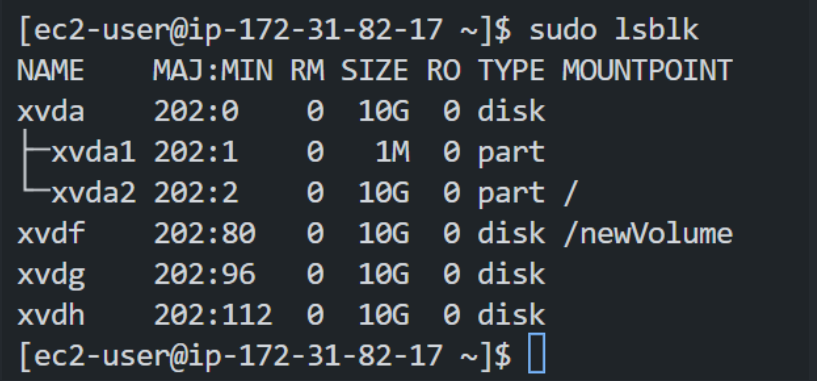 [ec2-user@ip-172-31-82-17 ~]$ sudo lsblk
NAME    MAJ:MIN RM SIZE RO TYPE MOUNTPOINT
xvda    202:0    0  10G  0 disk
├─xvda1 202:1    0   1M  0 part
└─xvda2 202:2    0  10G  0 part /
xvdf    202:80   0  10G  0 disk /newVolume
xvdg    202:96   0  10G  0 disk
xvdh    202:112  0  10G  0 disk
[ec2-user@ip-172-31-82-17 ~]$